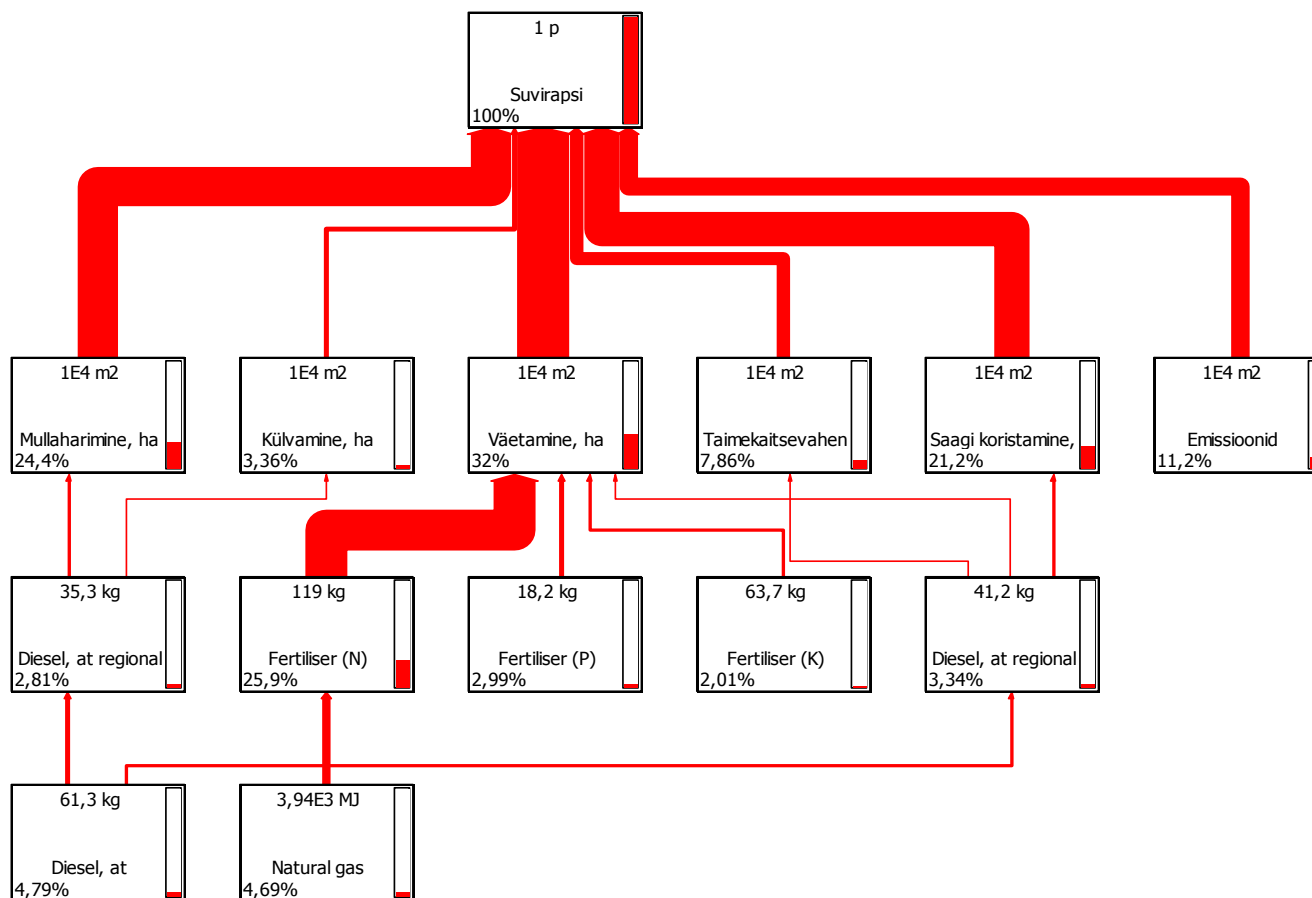 1 p
Suvirapsi
100%
1E4 m2
Mullaharimine, ha
24,4%
1E4 m2
Külvamine, ha
3,36%
1E4 m2
Väetamine, ha
32%
1E4 m2
Taimekaitsevahen
7,86%
1E4 m2
Saagi koristamine,
21,2%
1E4 m2
Emissioonid
11,2%
35,3 kg
Diesel, at regional
2,81%
119 kg
Fertiliser (N)
25,9%
18,2 kg
Fertiliser (P)
2,99%
63,7 kg
Fertiliser (K)
2,01%
41,2 kg
Diesel, at regional
3,34%
61,3 kg
Diesel, at
4,79%
3,94E3 MJ
Natural gas
4,69%